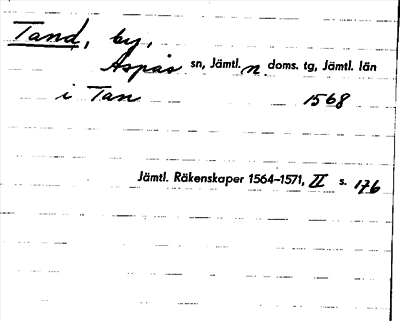 Tand, by,
Aspås sn, Jämtl. n doms. tg, Jämtl. län
i Tan 1568
Jämtl. Räkenskaper 1564–1571, II s. 176